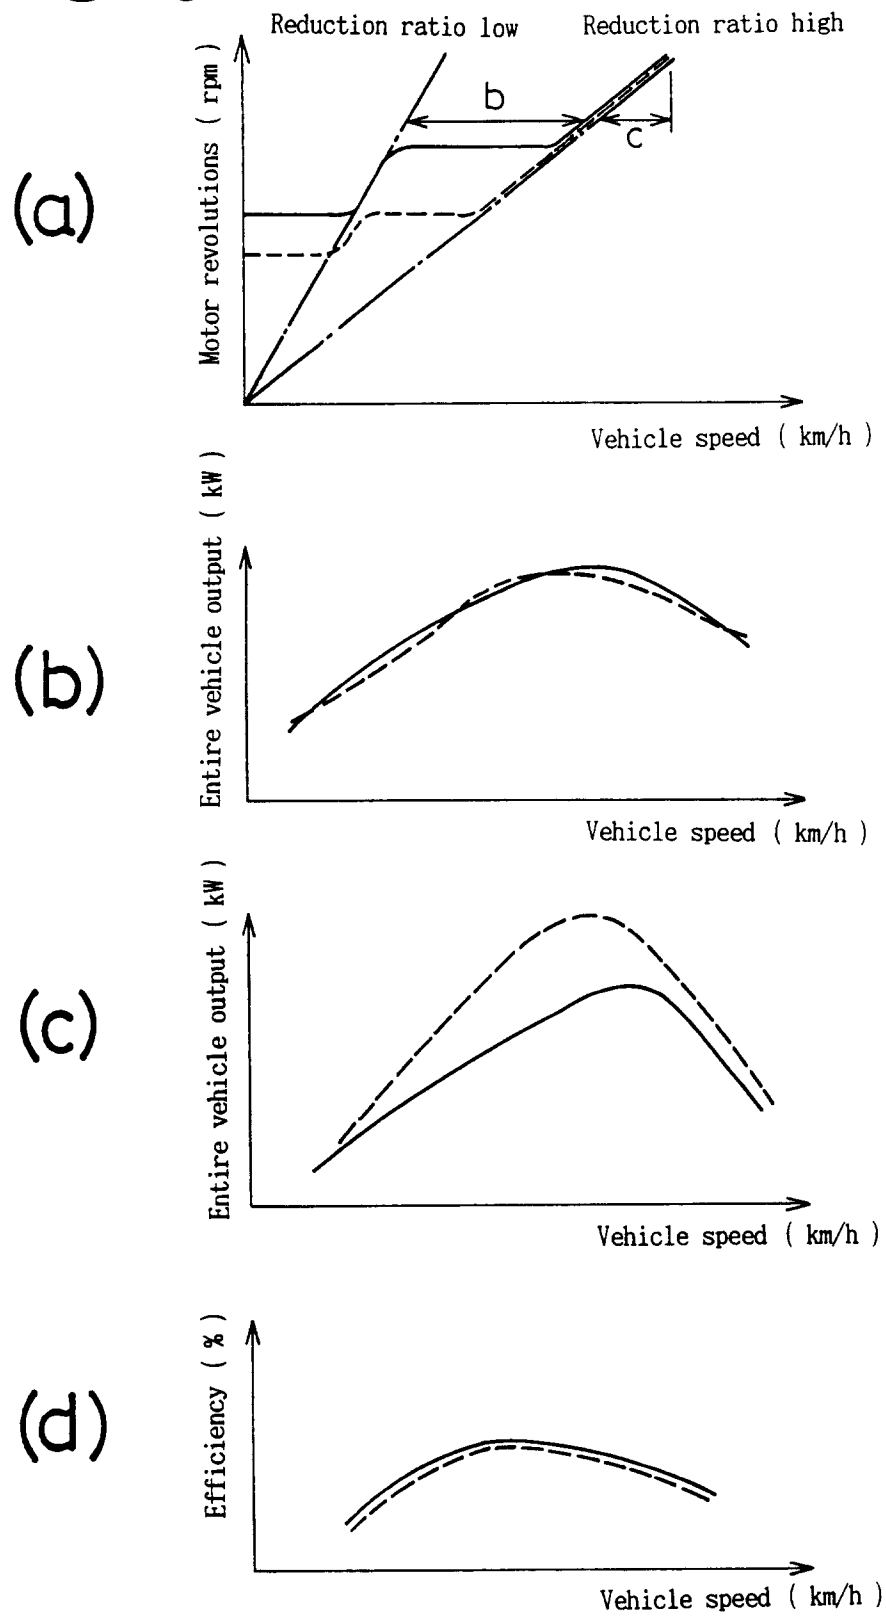 Reduction ratio low
Reduction ratio high
(a)
Motor revolutions ( rpm )
b
c
Vehicle speed ( km/h )
(b)
Entire vehicle output ( kW )
Vehicle speed ( km/h )
(c)
Entire vehicle output ( kW )
Vehicle speed ( km/h )
(d)
Efficiency ( % )
Vehicle speed ( km/h )